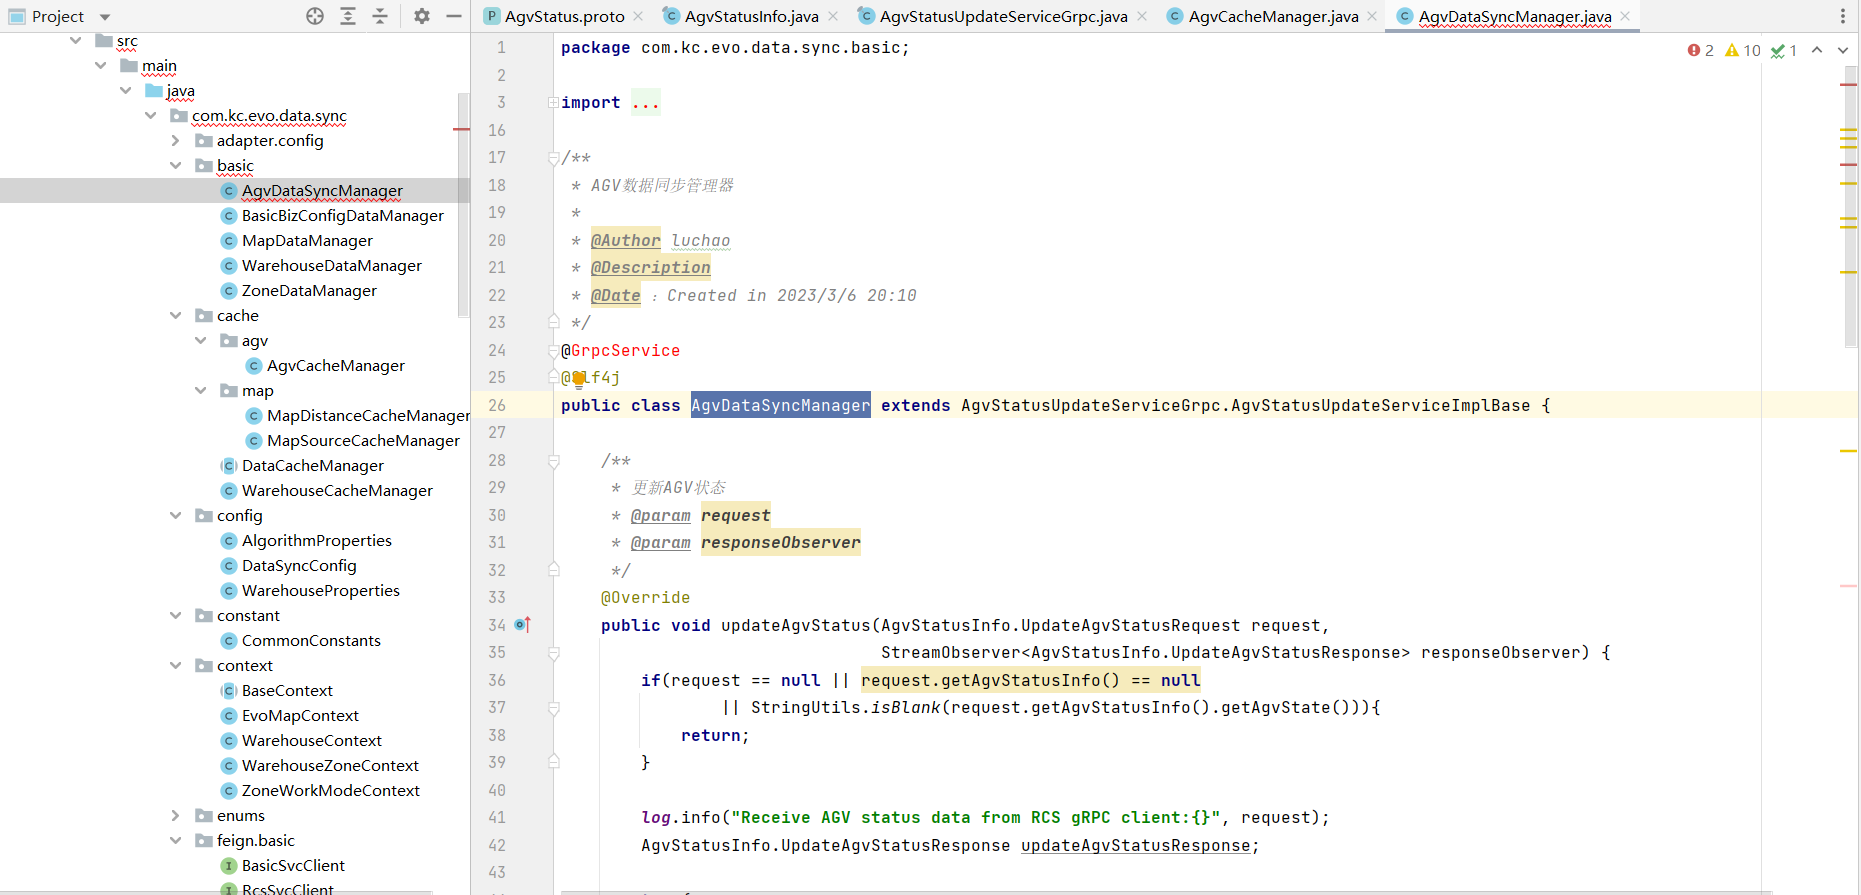 Project
src
main
java
com.kc.evo.data.sync
adapter.config
basic
AgvDataSyncManager
BasicBizConfigDataManager
MapDataManager
WarehouseDataManager
ZoneDataManager
cache
agv
AgvCacheManager
map
MapDistanceCacheManager
MapSourceCacheManager
DataCacheManager
WarehouseCacheManager
config
AlgorithmProperties
DataSyncConfig
WarehouseProperties
constant
CommonConstants
context
BaseContext
EvoMapContext
WarehouseContext
WarehouseZoneContext
ZoneWorkModeContext
enums
feign.basic
BasicSvcClient
RcsSvcClient
AgvStatus.proto AgvStatusInfo.java AgvStatusUpdateServiceGrpc.java AgvCacheManager.java AgvDataSyncManager.java
2 10 1
1 package com.kc.evo.data.sync.basic;
2
3 import ...
16
17 /**
18 * AGV数据同步管理器
19 *
20 * @Author luchao
21 * @Description
22 * @Date : Created in 2023/3/6 20:10
23 */
24 @GrpcService
25 @Slf4j
26 public class AgvDataSyncManager extends AgvStatusUpdateServiceGrpc.AgvStatusUpdateServiceImplBase {
27
28 /**
29 * 更新AGV状态
30 * @param request
31 * @param responseObserver
32 */
33 @Override
34 public void updateAgvStatus(AgvStatusInfo.UpdateAgvStatusRequest request,
35 StreamObserver<AgvStatusInfo.UpdateAgvStatusResponse> responseObserver) {
36 if(request == null || request.getAgvStatusInfo() == null
37 || StringUtils.isBlank(request.getAgvStatusInfo().getAgvState())){
38 return;
39 }
40
41 log.info("Receive AGV status data from RCS gRPC client:{}", request);
42 AgvStatusInfo.UpdateAgvStatusResponse updateAgvStatusResponse;
43